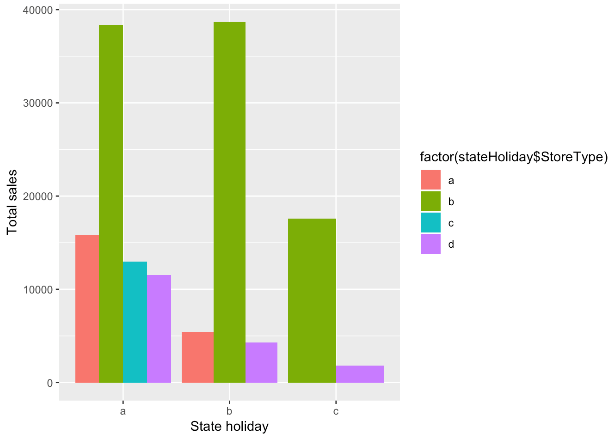 40000
30000
20000
10000
0
Total sales
a
b
c
State holiday
factor(stateHoliday$StoreType)
a
b
c
d